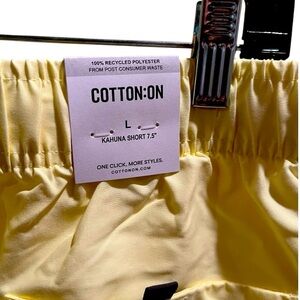 100% RECYCLED POLYESTER
FROM POST CONSUMER WASTE
COTTON:ON
L
KAHUNA SHORT 7.5"
ONE CLICK, MORE STYLES.
COTTONON.COM